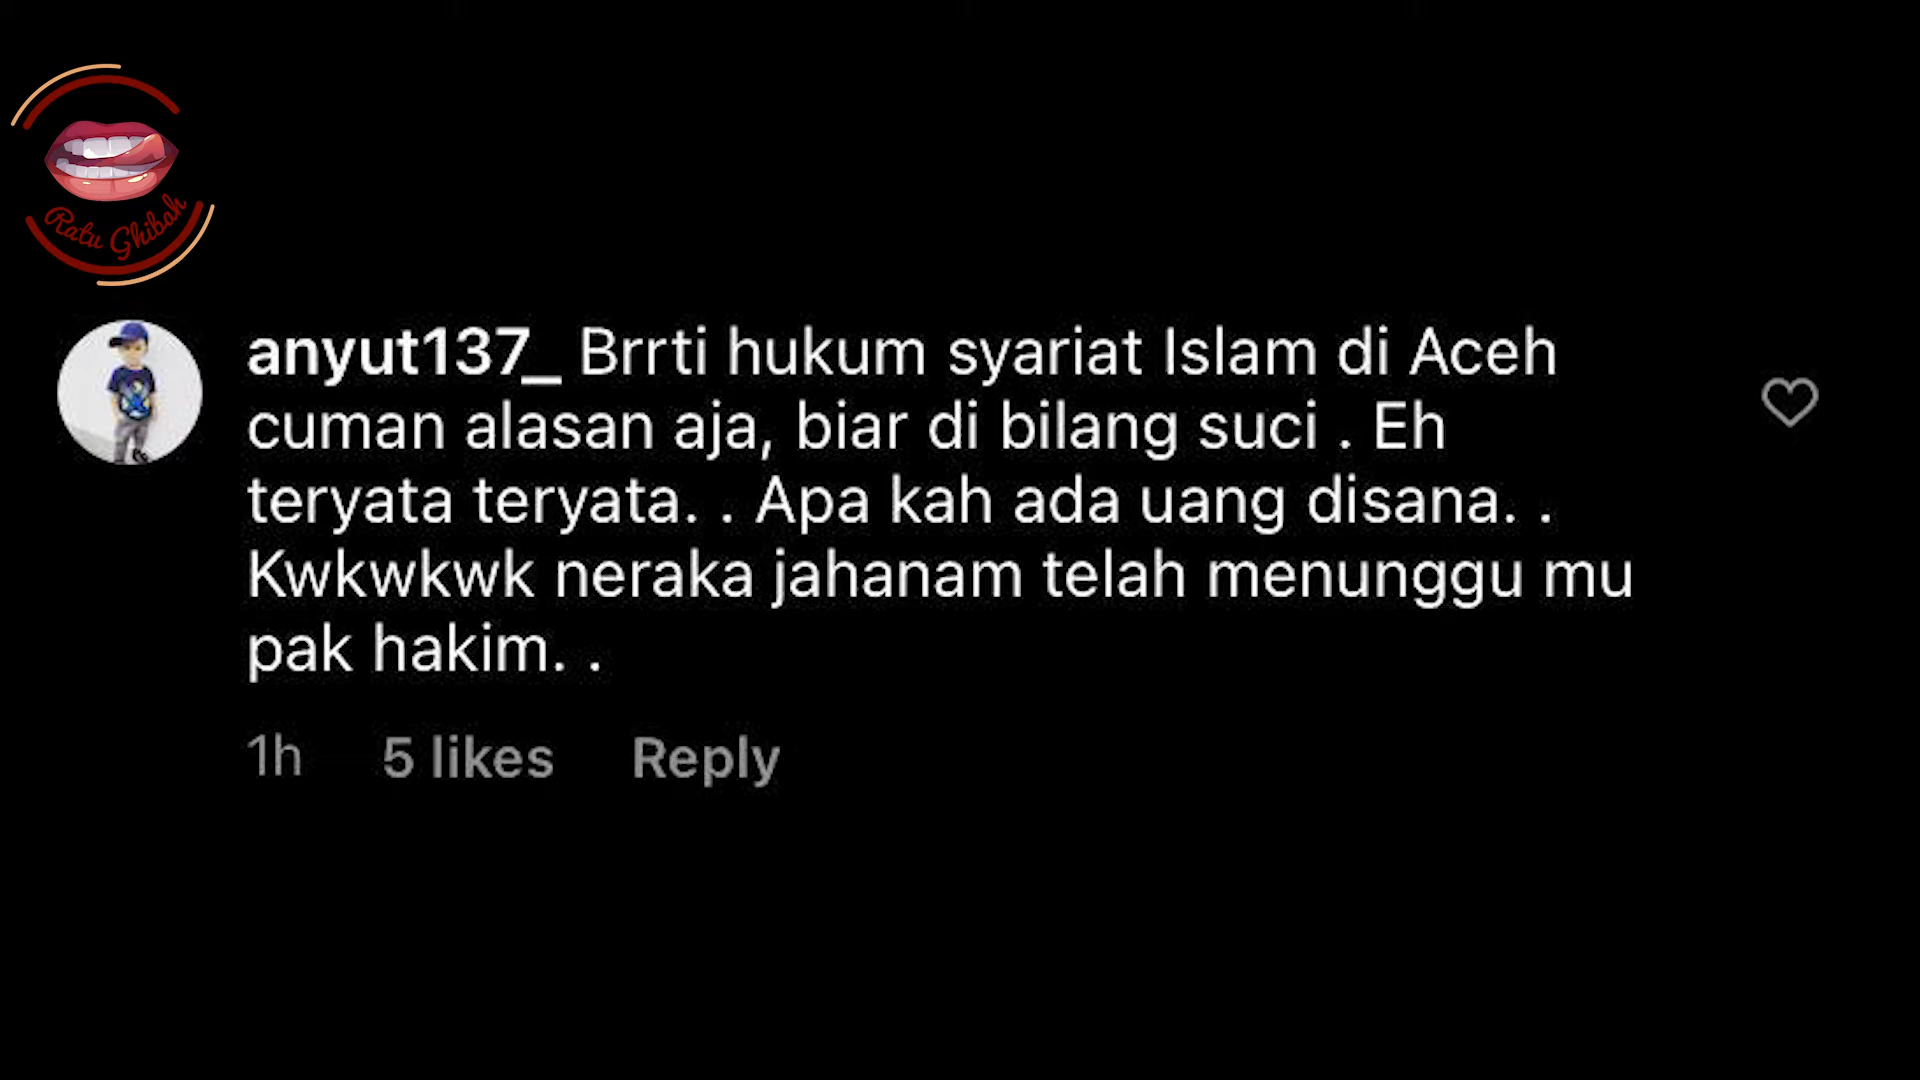 Ratu Ghibah
anyut137_ Brrti hukum syariat Islam di Aceh
cuman alasan aja, biar di bilang suci . Eh
teryata teryata. . Apa kah ada uang disana. .
Kwkwkwk neraka jahanam telah menunggu mu
pak hakim. .
1h 5 likes Reply